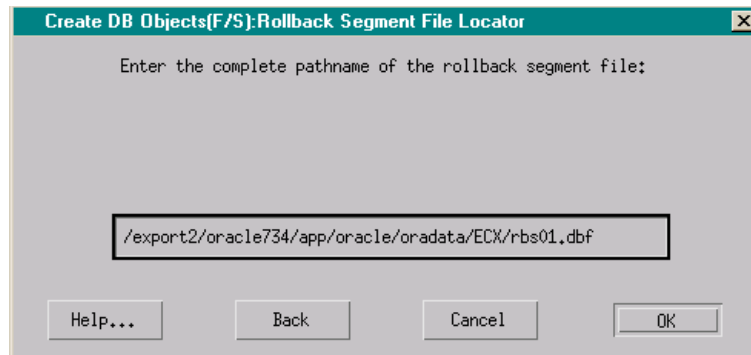 Create DB Objects(F/S):Rollback Segment File Locator
Enter the complete pathname of the rollback segment file:
/export2/oracle734/app/oracle/oradata/ECX/rbs01.dbf
Help... Back Cancel OK